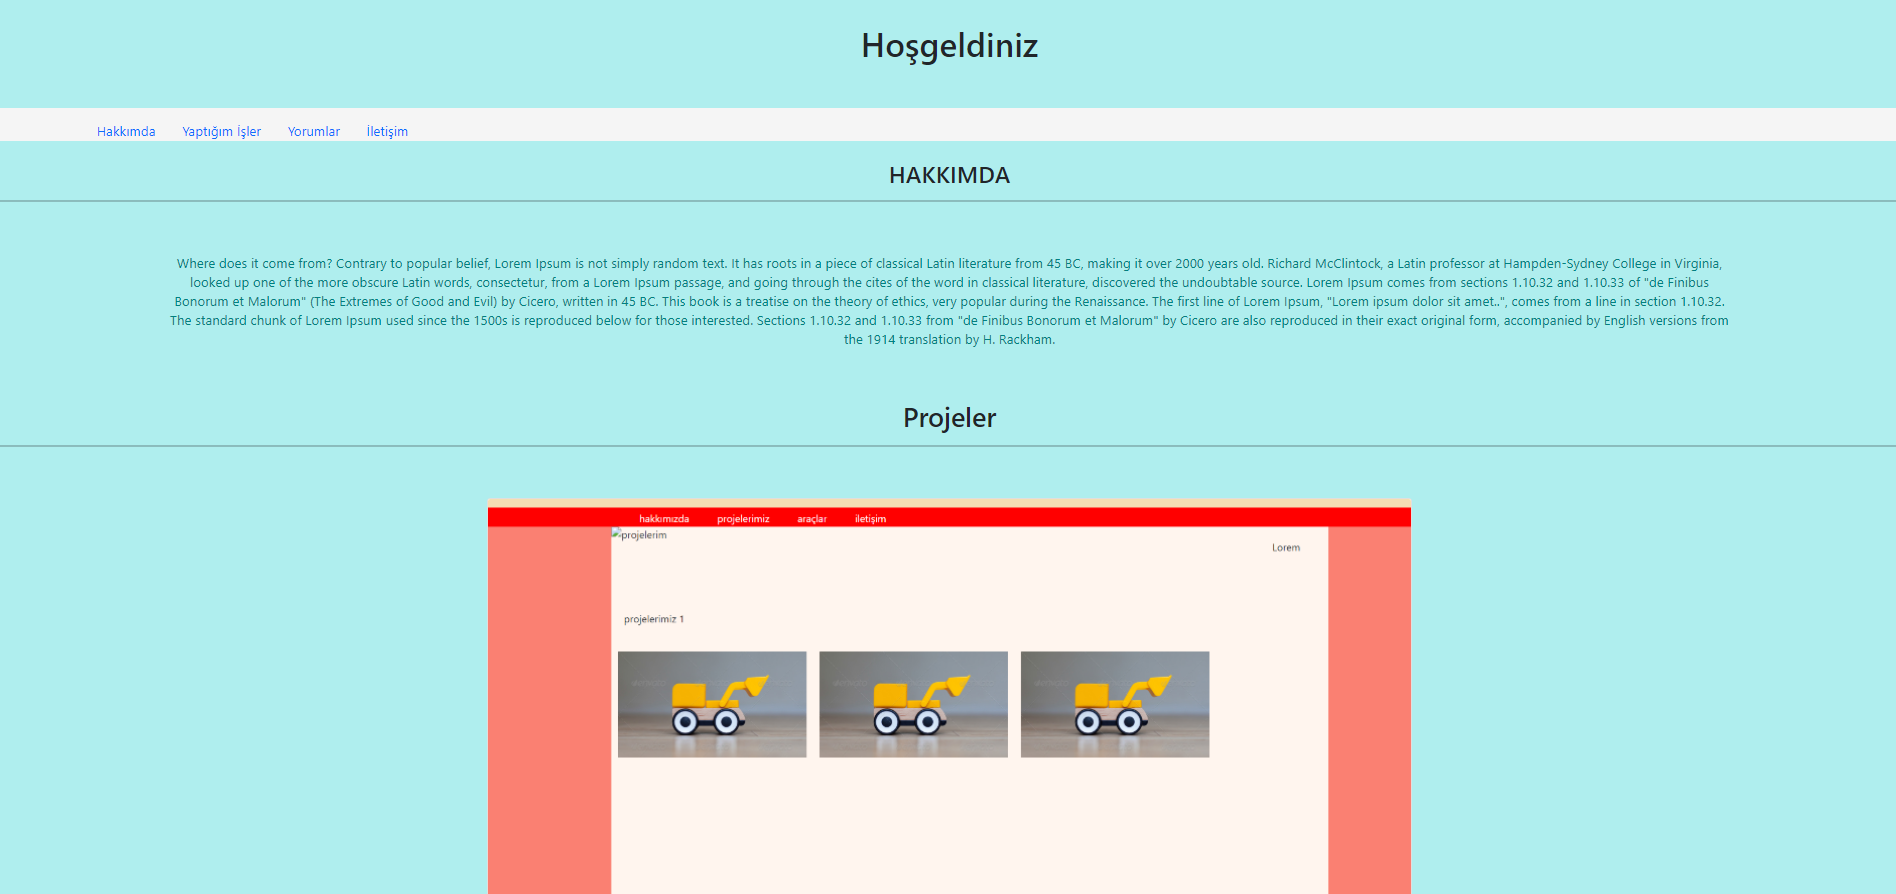 Hoşgeldiniz
Hakkımda Yaptığım İşler Yorumlar İletişim
HAKKIMDA
Where does it come from? Contrary to popular belief, Lorem Ipsum is not simply random text. It has roots in a piece of classical Latin literature from 45 BC, making it over 2000 years old. Richard McClintock, a Latin professor at Hampden-Sydney College in Virginia,
looked up one of the more obscure Latin words, consectetur, from a Lorem Ipsum passage, and going through the cites of the word in classical literature, discovered the undoubtable source. Lorem Ipsum comes from sections 1.10.32 and 1.10.33 of "de Finibus
Bonorum et Malorum" (The Extremes of Good and Evil) by Cicero, written in 45 BC. This book is a treatise on the theory of ethics, very popular during the Renaissance. The first line of Lorem Ipsum, "Lorem ipsum dolor sit amet..", comes from a line in section 1.10.32.
The standard chunk of Lorem Ipsum used since the 1500s is reproduced below for those interested. Sections 1.10.32 and 1.10.33 from "de Finibus Bonorum et Malorum" by Cicero are also reproduced in their exact original form, accompanied by English versions from
the 1914 translation by H. Rackham.
Projeler
hakkımızda projelerimiz araçlar iletişim
projelerim
Lorem
projelerimiz 1